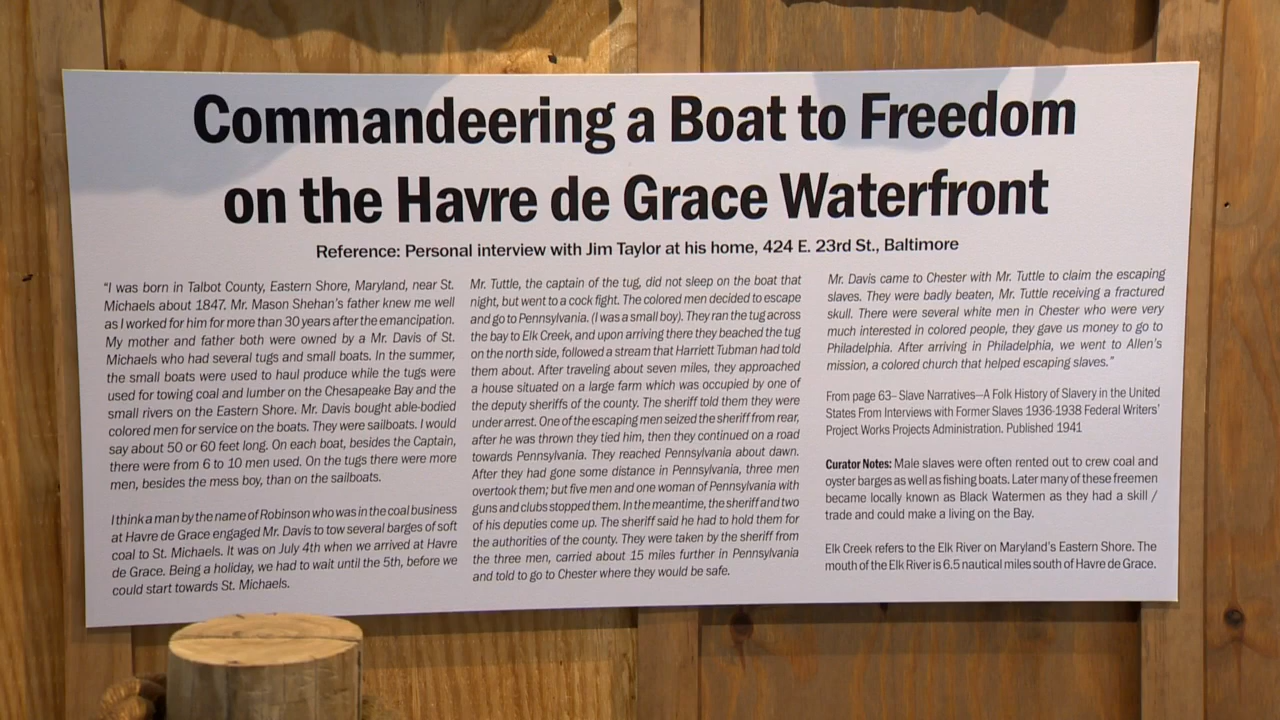 Commandeering a Boat to Freedom
on the Havre de Grace Waterfront
Reference: Personal interview with Jim Taylor at his home, 424 E. 23rd St., Baltimore
“I was born in Talbot County, Eastern Shore, Maryland, near St.
Michaels about 1847. Mr. Mason Shehan's father knew me well
as I worked for him for more than 30 years after the emancipation.
My mother and father both were owned by a Mr. Davis of St.
Michaels who had several tugs and small boats. In the summer,
the small boats were used to haul produce while the tugs were
used for towing coal and lumber on the Chesapeake Bay and the
small rivers on the Eastern Shore. Mr. Davis bought able-bodied
colored men for service on the boats. They were sailboats. I would
say about 50 or 60 feet long. On each boat, besides the Captain,
there were from 6 to 10 men used. On the tugs there were more
men, besides the mess boy, than on the sailboats.
I think a man by the name of Robinson who was in the coal business
at Havre de Grace engaged Mr. Davis to tow several barges of soft
coal to St. Michaels. It was on July 4th when we arrived at Havre
de Grace. Being a holiday, we had to wait until the 5th, before we
could start towards St. Michaels.
Mr. Tuttle, the captain of the tug, did not sleep on the boat that
night, but went to a cock fight. The colored men decided to escape
and go to Pennsylvania. (I was a small boy). They ran the tug across
the bay to Elk Creek, and upon arriving there they beached the tug
on the north side, followed a stream that Harriett Tubman had told
them about. After traveling about seven miles, they approached
a house situated on a large farm which was occupied by one of
the deputy sheriffs of the county. The sheriff told them they were
under arrest. One of the escaping men seized the sheriff from rear,
after he was thrown they tied him, then they continued on a road
towards Pennsylvania. They reached Pennsylvania about dawn.
After they had gone some distance in Pennsylvania, three men
overtook them; but five men and one woman of Pennsylvania with
guns and clubs stopped them. In the meantime, the sheriff and two
of his deputies come up. The sheriff said he had to hold them for
the authorities of the county. They were taken by the sheriff from
the three men, carried about 15 miles further in Pennsylvania
and told to go to Chester where they would be safe.
Mr. Davis came to Chester with Mr. Tuttle to claim the escaping
slaves. They were badly beaten, Mr. Tuttle receiving a fractured
skull. There were several white men in Chester who were very
much interested in colored people, they gave us money to go to
Philadelphia. After arriving in Philadelphia, we went to Allen's
mission, a colored church that helped escaping slaves.”
From page 63– Slave Narratives—A Folk History of Slavery in the United
States From Interviews with Former Slaves 1936-1938 Federal Writers'
Project Works Projects Administration. Published 1941
Curator Notes: Male slaves were often rented out to crew coal and
oyster barges as well as fishing boats. Later many of these freemen
became locally known as Black Watermen as they had a skill /
trade and could make a living on the Bay.
Elk Creek refers to the Elk River on Maryland's Eastern Shore. The
mouth of the Elk River is 6.5 nautical miles south of Havre de Grace.